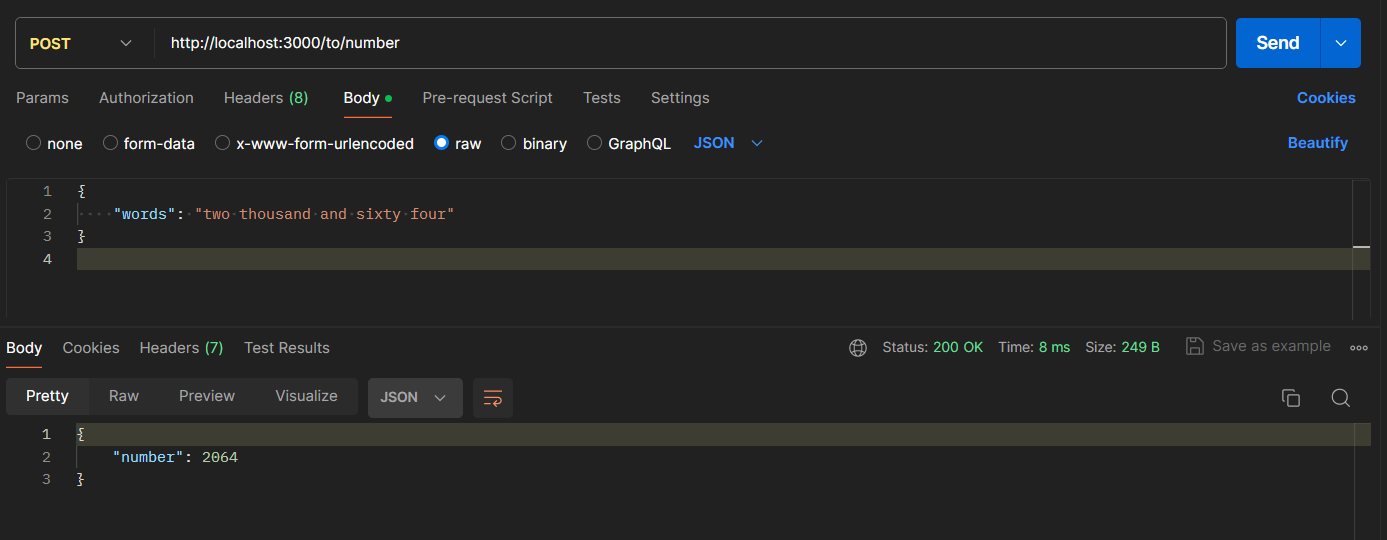 POST http://localhost:3000/to/number Send
Params Authorization Headers (8) Body Pre-request Script Tests Settings Cookies
none form-data x-www-form-urlencoded raw binary GraphQL JSON Beautify
1 {
2 "words": "two thousand and sixty four"
3 }
4
Body Cookies Headers (7) Test Results Status: 200 OK Time: 8 ms Size: 249 B Save as example
Pretty Raw Preview Visualize JSON
1 {
2 "number": 2064
3 }